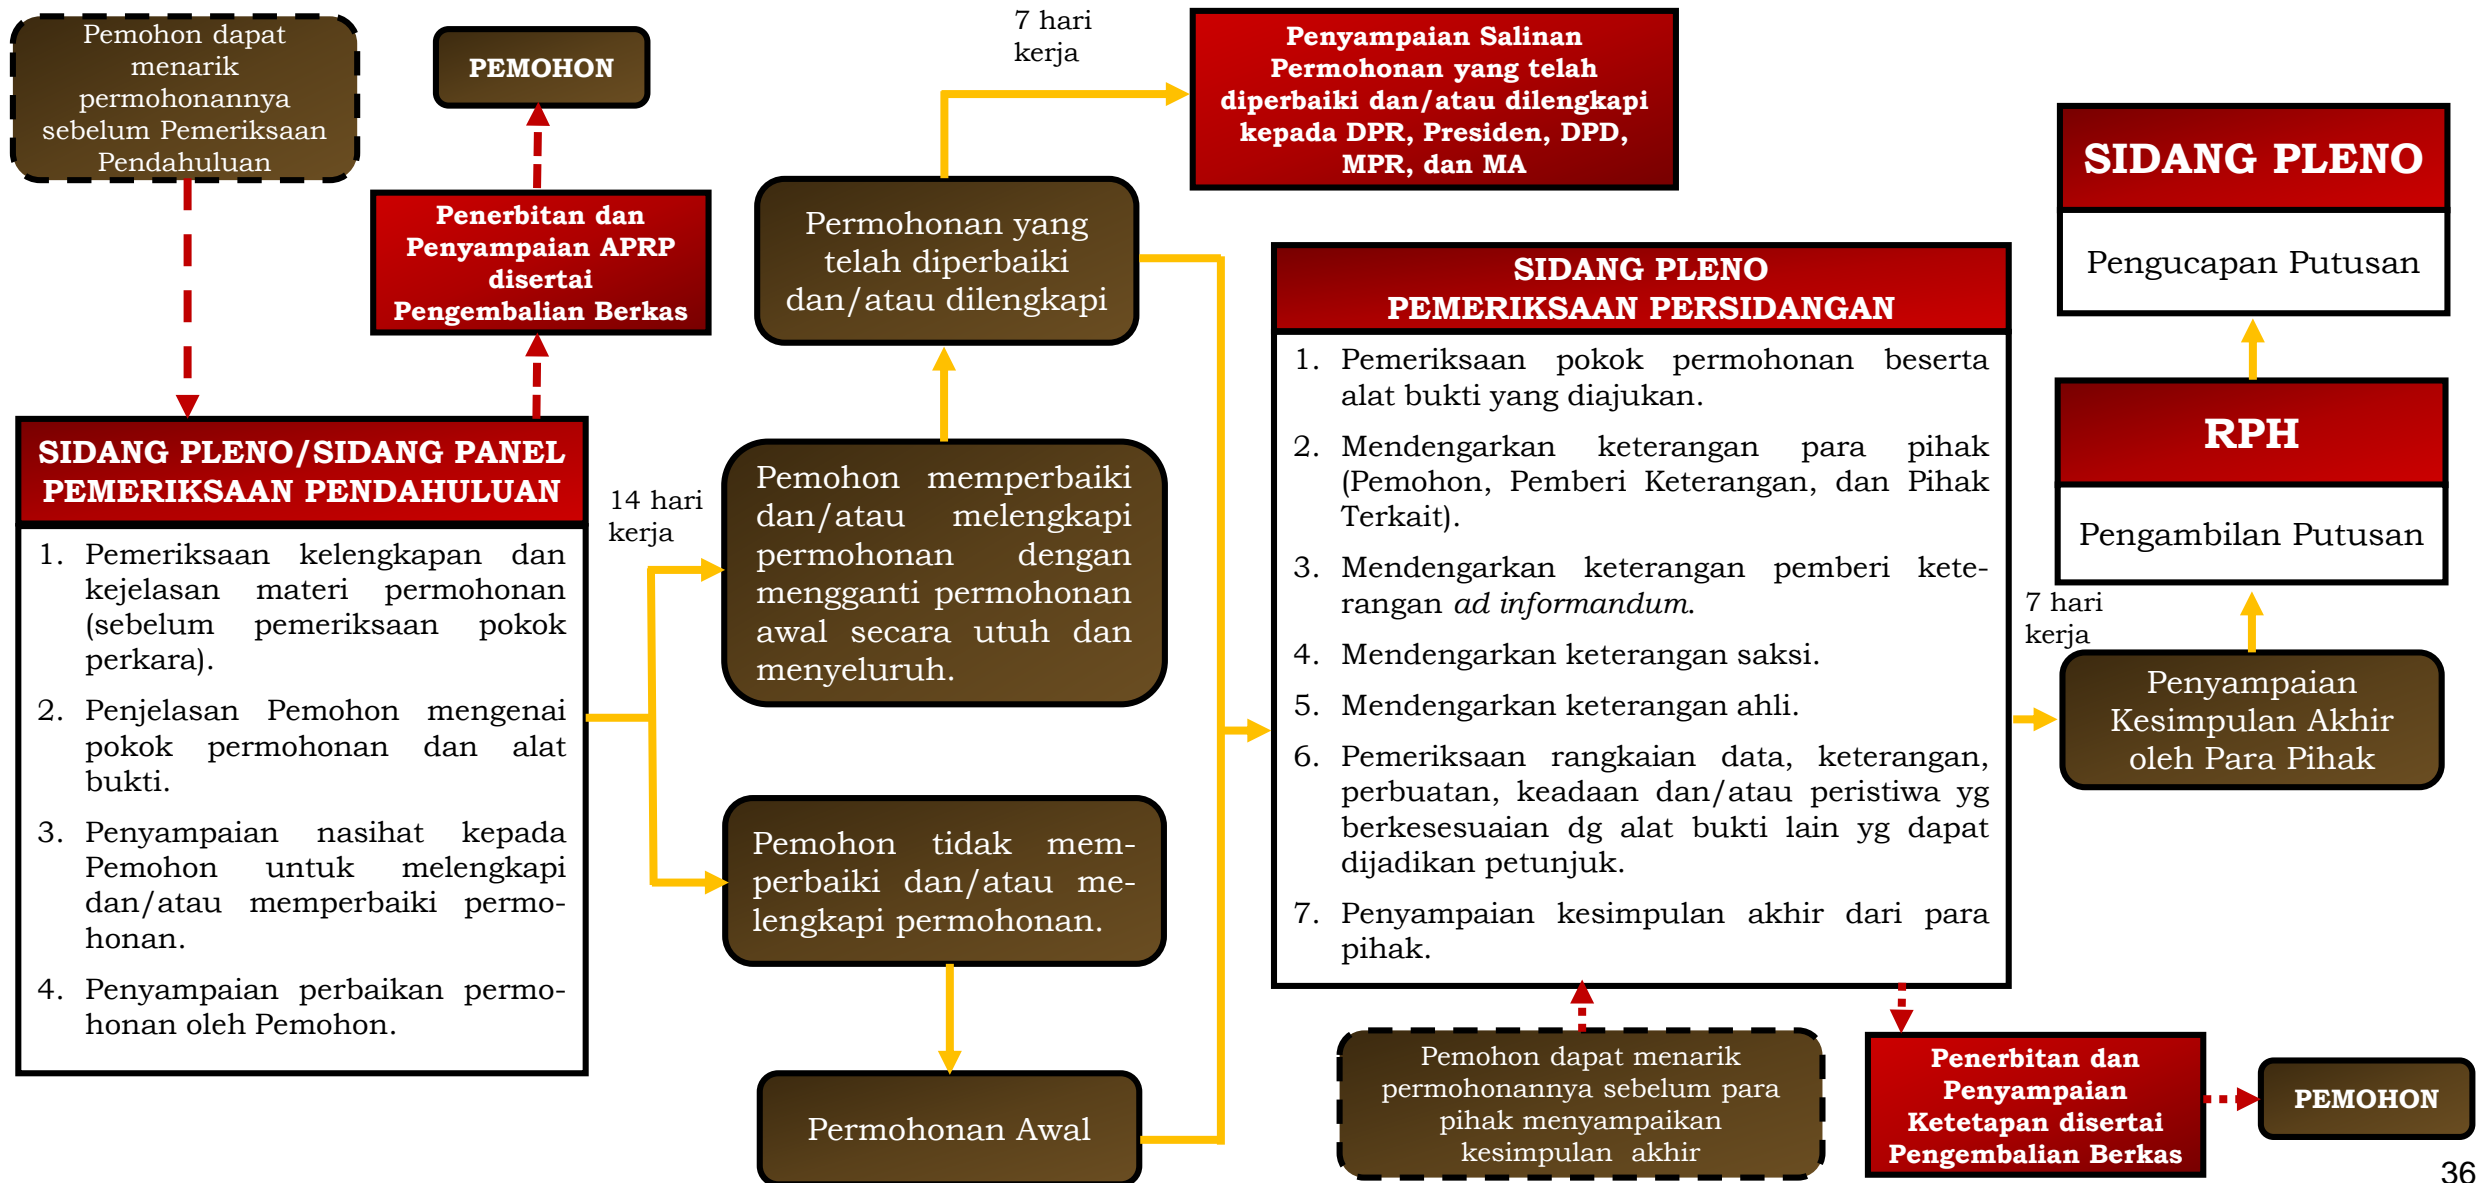 Pemohon dapat
menarik
permohonannya
sebelum Pemeriksaan
Pendahuluan
PEMOHON
Penerbitan dan
Penyampaian APRP
disertai
Pengembalian Berkas
SIDANG PLENO/SIDANG PANEL
PEMERIKSAAN PENDAHULUAN
1. Pemeriksaan kelengkapan dan
kejelasan materi permohonan
(sebelum pemeriksaan pokok
perkara).
2. Penjelasan Pemohon mengenai
pokok permohonan dan alat
bukti.
3. Penyampaian nasihat kepada
Pemohon untuk melengkapi
dan/atau memperbaiki permo-
honan.
4. Penyampaian perbaikan permo-
honan oleh Pemohon.
14 hari
kerja
7 hari
kerja
Penyampaian Salinan
Permohonan yang telah
diperbaiki dan/atau dilengkapi
kepada DPR, Presiden, DPD,
MPR, dan MA
Permohonan yang
telah diperbaiki
dan/atau dilengkapi
Pemohon memperbaiki
dan/atau melengkapi
permohonan dengan
mengganti permohonan
awal secara utuh dan
menyeluruh.
Pemohon tidak mem-
perbaiki dan/atau me-
lengkapi permohonan.
Permohonan Awal
SIDANG PLENO
PEMERIKSAAN PERSIDANGAN
1. Pemeriksaan pokok permohonan beserta
alat bukti yang diajukan.
2. Mendengarkan keterangan para pihak
(Pemohon, Pemberi Keterangan, dan Pihak
Terkait).
3. Mendengarkan keterangan pemberi kete-
rangan ad informandum.
4. Mendengarkan keterangan saksi.
5. Mendengarkan keterangan ahli.
6. Pemeriksaan rangkaian data, keterangan,
perbuatan, keadaan dan/atau peristiwa yg
berkesesuaian dg alat bukti lain yg dapat
dijadikan petunjuk.
7. Penyampaian kesimpulan akhir dari para
pihak.
Pemohon dapat menarik
permohonannya sebelum para
pihak menyampaikan
kesimpulan akhir
Penerbitan dan
Penyampaian
Ketetapan disertai
Pengembalian Berkas
PEMOHON
SIDANG PLENO
Pengucapan Putusan
RPH
Pengambilan Putusan
7 hari
kerja
Penyampaian
Kesimpulan Akhir
oleh Para Pihak
36